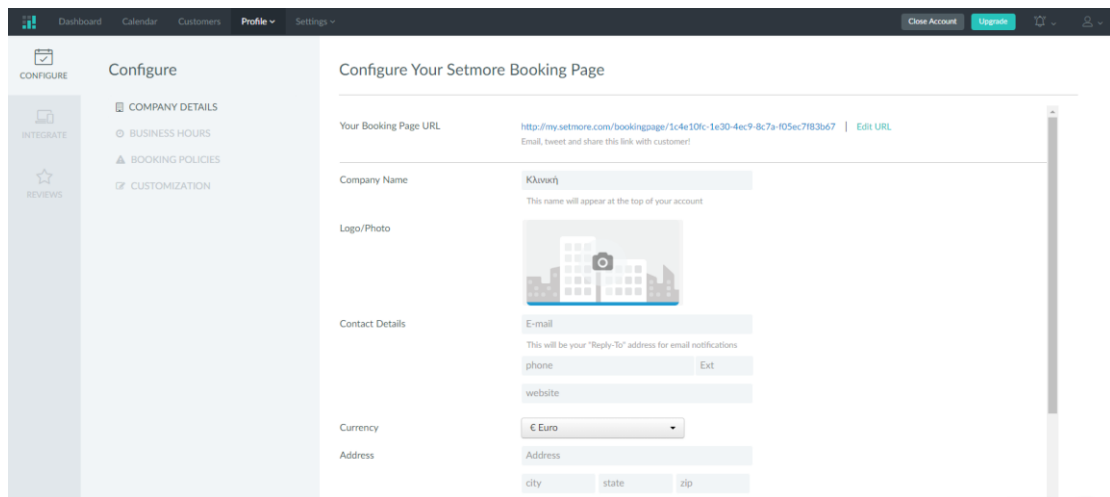 Dashboard Calendar Customers Profile Settings Close Account Upgrade
CONFIGURE
INTEGRATE
REVIEWS
Configure
COMPANY DETAILS
BUSINESS HOURS
BOOKING POLICIES
CUSTOMIZATION
Configure Your Setmore Booking Page
Your Booking Page URL http://my.setmore.com/bookingpage/1c4e10fc-1e30-4ec9-8c7a-f05ec7f83b67 | Edit URL
Email, tweet and share this link with customer!
Company Name Κλινική
This name will appear at the top of your account
Logo/Photo
Contact Details E-mail
This will be your "Reply-To" address for email notifications
phone Ext
website
Currency € Euro
Address Address
city state zip